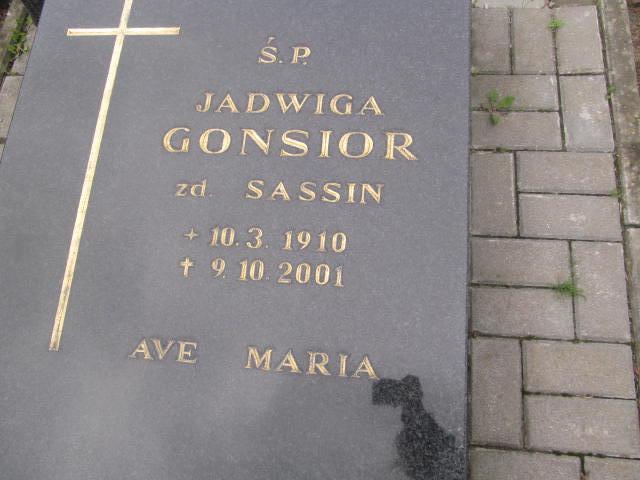 Ś.P.
JADWIGA
GONSIOR
zd. SASSIN
+ 10.3.1910
✝ 9.10.2001
AVE MARIA